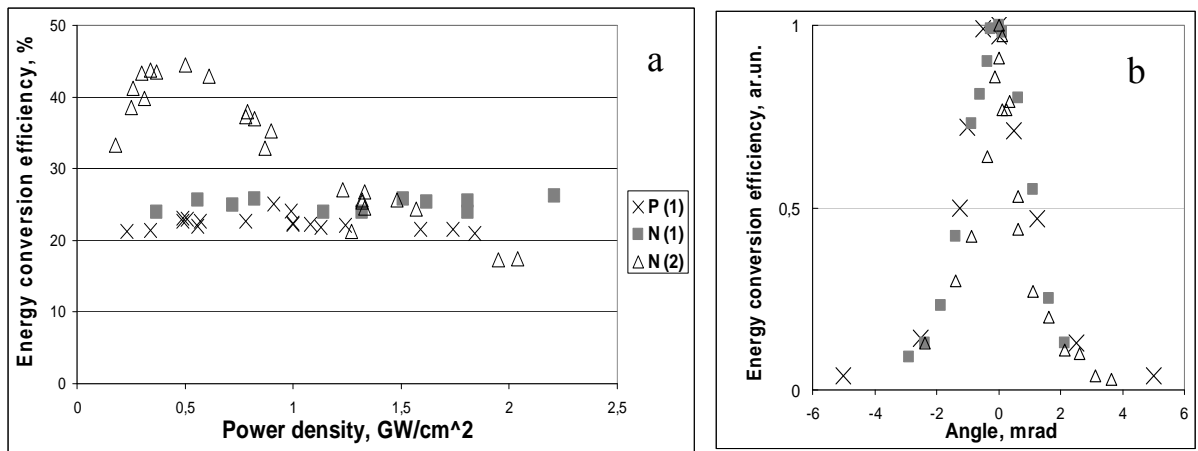 a
Energy conversion efficiency, %
50
40
30
20
10
0
0
0,5
1
1,5
2
2,5
Power density, GW/cm^2
P (1)
N (1)
N (2)
b
Energy conversion efficiency, ar.un.
1
0,5
0
-6
-4
-2
0
2
4
6
Angle, mrad